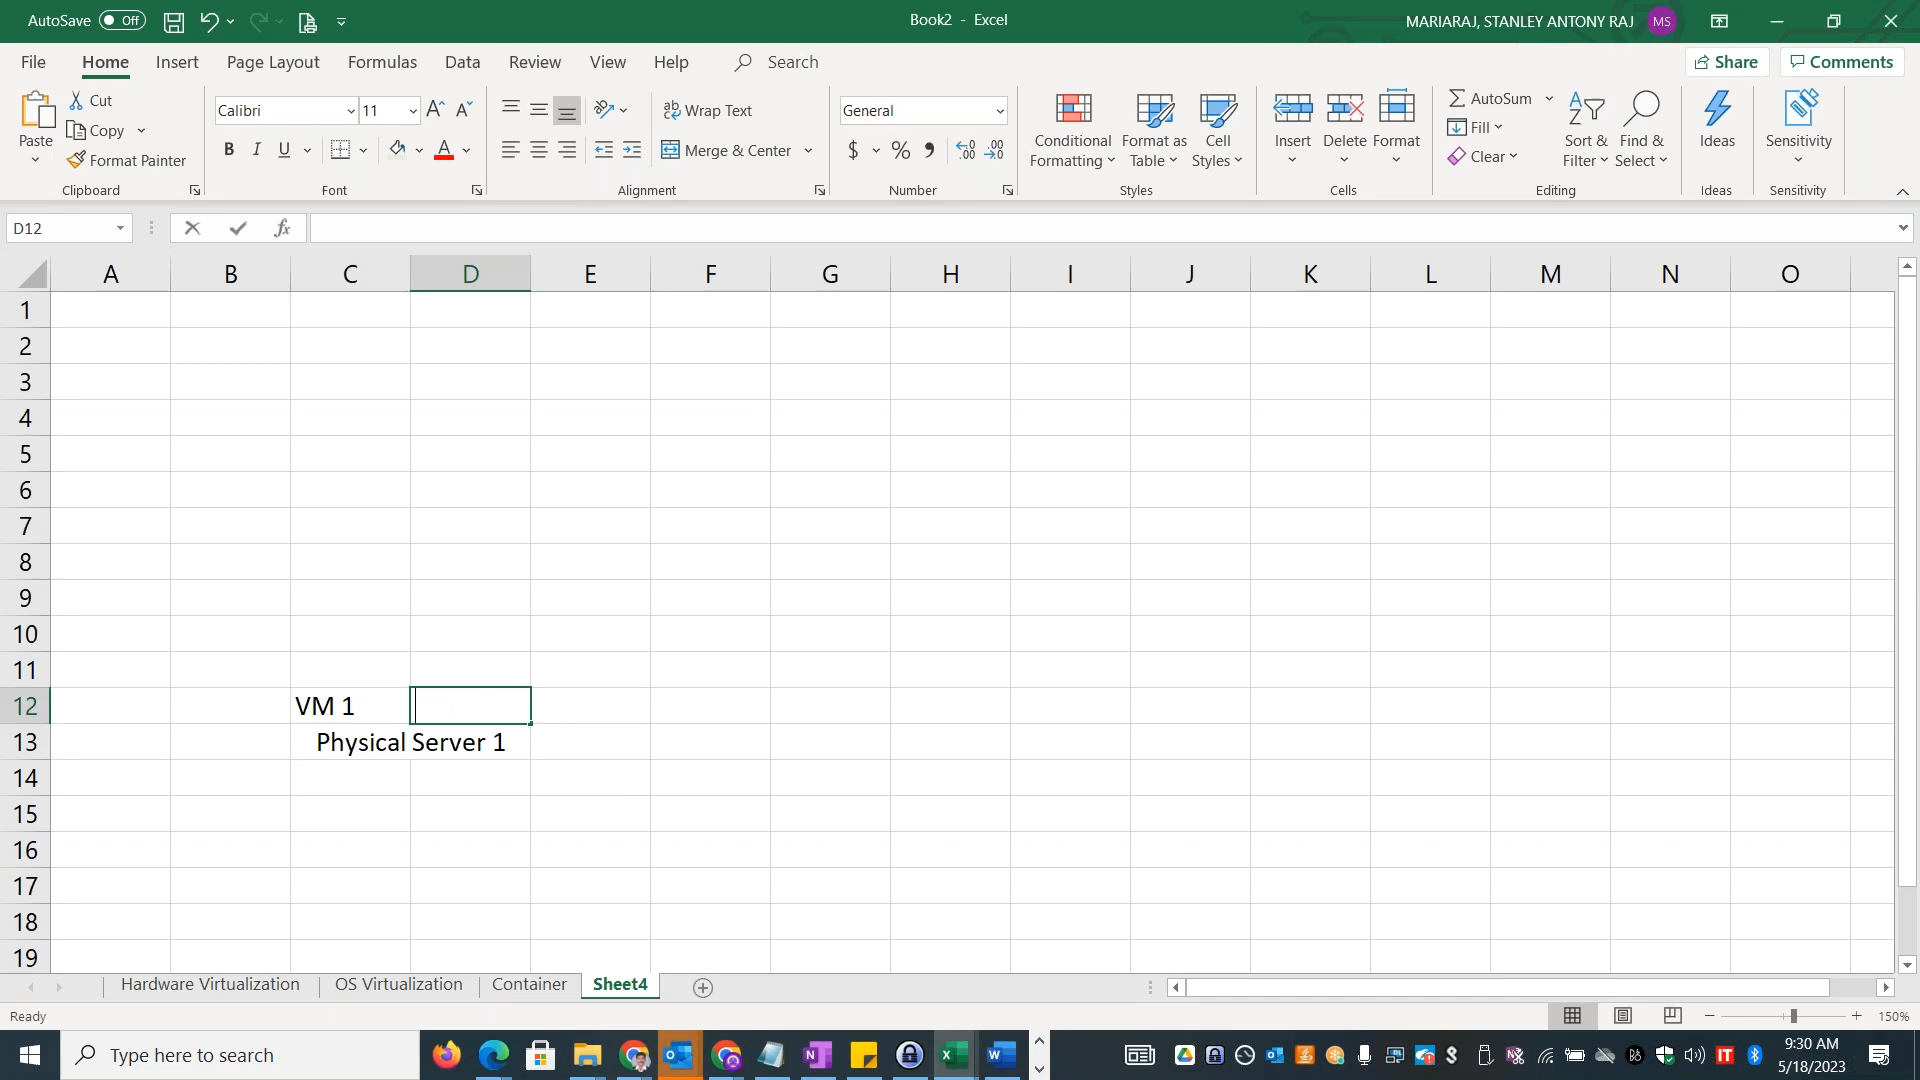 AutoSave Off
Book2 - Excel
MARIARAJ, STANLEY ANTONY RAJ MS
File Home Insert Page Layout Formulas Data Review View Help Search
Share Comments
Paste
Cut
Copy
Format Painter
Clipboard
Calibri 11
A A
B I U A
Font
ab Wrap Text
Merge & Center
Alignment
General
$ % ,
Number
Conditional Formatting
Format as Table
Cell Styles
Styles
Insert
Delete
Format
Cells
AutoSum
Fill
Clear
Sort & Filter
Find & Select
Editing
Ideas
Ideas
Sensitivity
Sensitivity
D12 fx
A B C D E F G H I J K L M N O
1
2
3
4
5
6
7
8
9
10
11
12 VM 1
13 Physical Server 1
14
15
16
17
18
19
Hardware Virtualization OS Virtualization Container Sheet4
Ready
150%
Type here to search
9:30 AM
5/18/2023